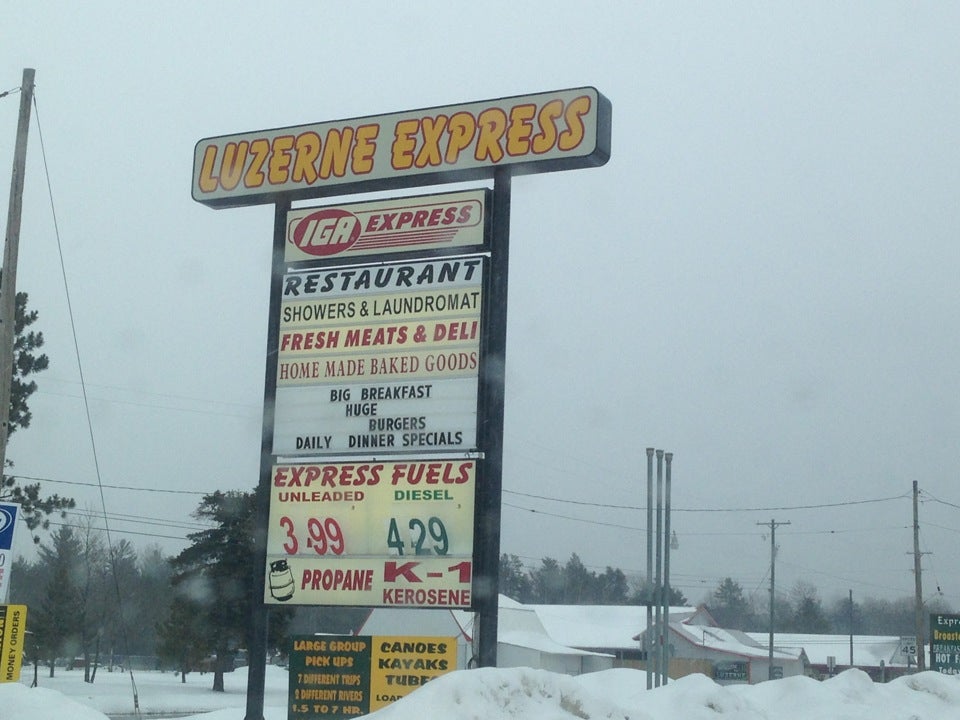 LUZERNE EXPRESS
IGA EXPRESS
RESTAURANT
SHOWERS & LAUNDROMAT
FRESH MEATS & DELI
HOME MADE BAKED GOODS
BIG BREAKFAST
HUGE
BURGERS
DAILY DINNER SPECIALS
EXPRESS FUELS
UNLEADED DIESEL
3.99 4.29
PROPANE K-1
KEROSENE
LARGE GROUP
PICK UPS
7 DIFFERENT TRIPS
2 DIFFERENT RIVERS
1.5 TO 7 HR.
CANOES
KAYAKS
TUBES
MONEY ORDERS
45
LUZERNE